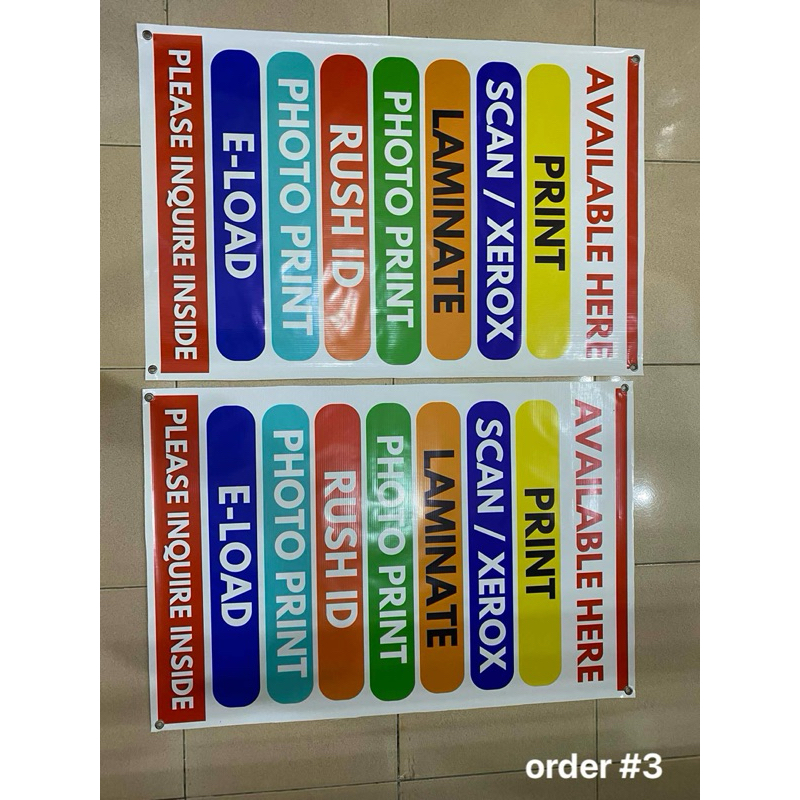 AVAILABLE HERE
PRINT
SCAN / XEROX
LAMINATE
PHOTO PRINT
RUSH ID
PHOTO PRINT
E-LOAD
PLEASE INQUIRE INSIDE
AVAILABLE HERE
PRINT
SCAN / XEROX
LAMINATE
PHOTO PRINT
RUSH ID
PHOTO PRINT
E-LOAD
PLEASE INQUIRE INSIDE
order #3